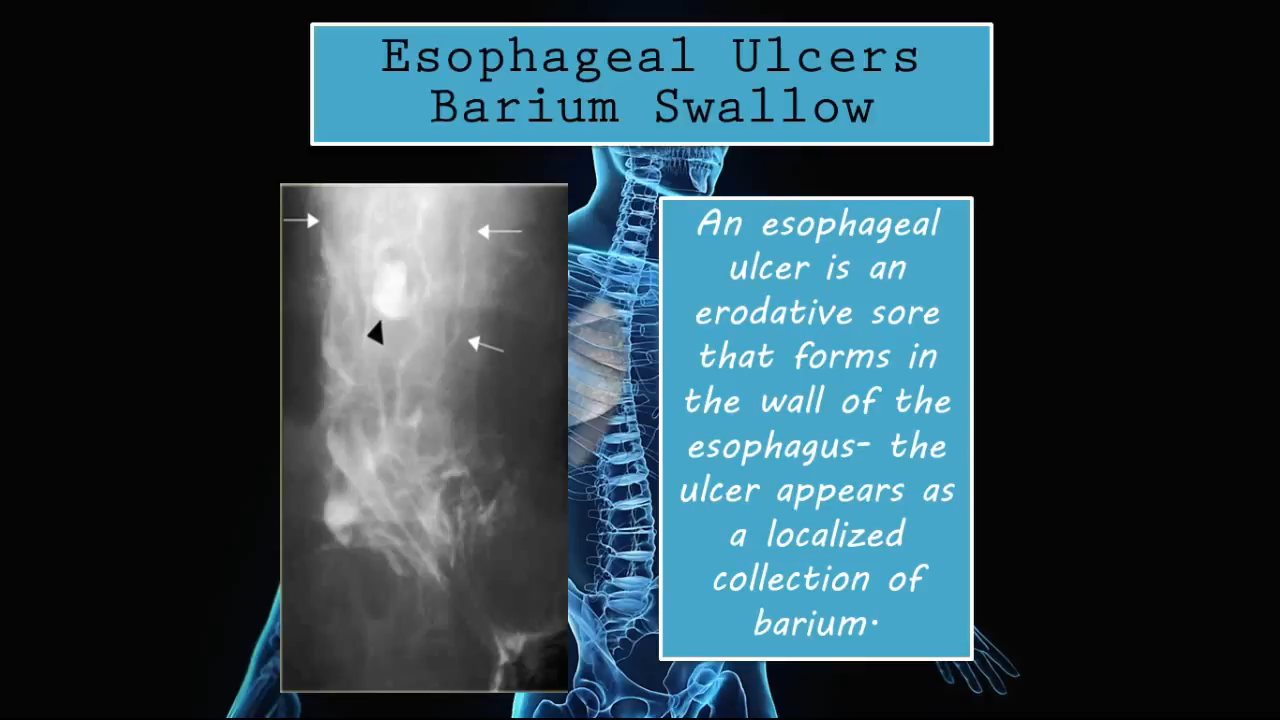 Esophageal Ulcers
Barium Swallow
An esophageal
ulcer is an
erodative sore
that forms in
the wall of the
esophagus- the
ulcer appears as
a localized
collection of
barium.